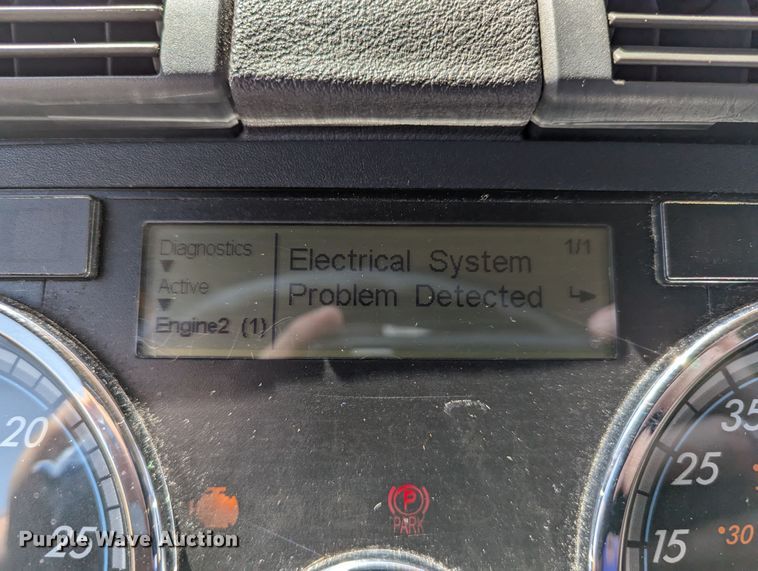 Diagnostics
Active
Engine2 (1)
Electrical System
Problem Detected
1/1
20
25
P
PARK
35
25
15
30
Purple Wave Auction